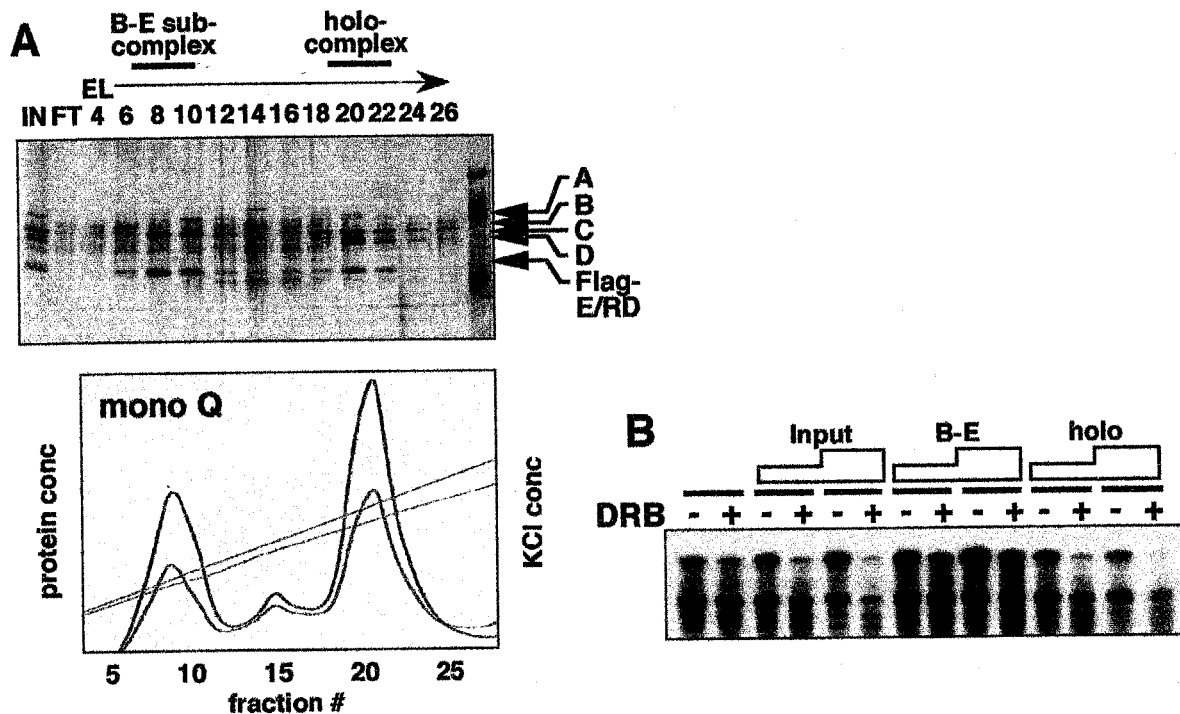 A
B-E sub-
complex
holo-
complex
EL
IN FT 4 6 8 10 12 14 16 18 20 22 24 26
A
B
C
D
Flag-
E/RD
mono Q
protein conc
KCl conc
5 10 15 20 25
fraction #
B
Input B-E holo
DRB - + - + - + - + - + - + - +